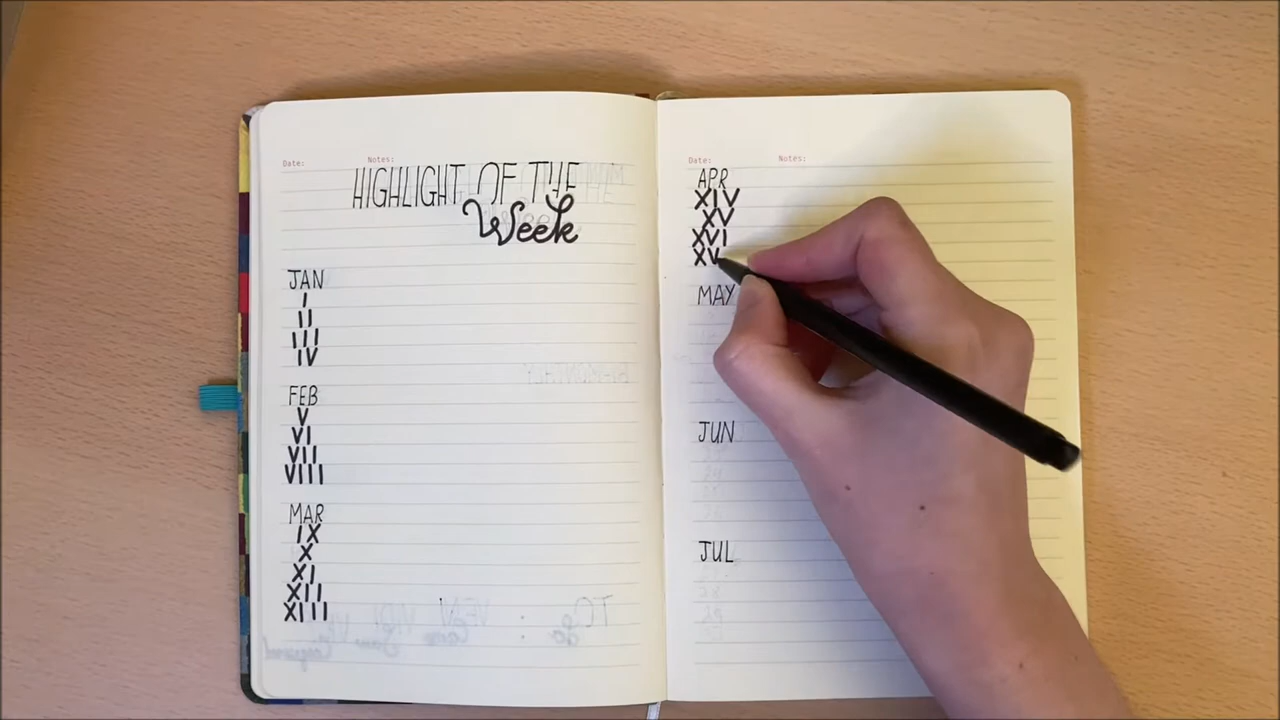 Date: Notes:
HIGHLIGHT OF THE
Week
JAN
I
II
III
IV
FEB
V
VI
VII
VIII
MAR
IX
X
XI
XII
XIII
Date: Notes:
APR
XIV
XV
XVI
XV
MAY
JUN
JUL